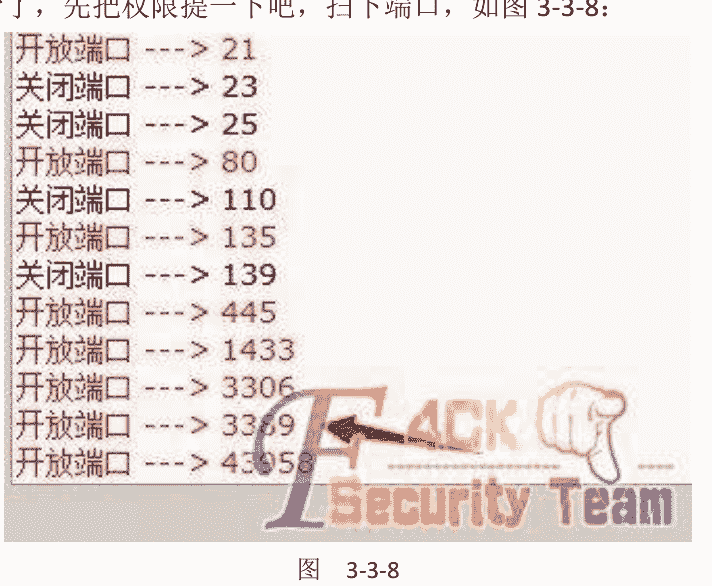 了，先把权限提一下吧，扫下端口，如图 3-3-8：
开放端口 ---> 21
关闭端口 ---> 23
关闭端口 ---> 25
开放端口 ---> 80
关闭端口 ---> 110
开放端口 ---> 135
关闭端口 ---> 139
开放端口 ---> 445
开放端口 ---> 1433
开放端口 ---> 3306
开放端口 ---> 3389
开放端口 ---> 43958
F4CK
Security Team
图 3-3-8